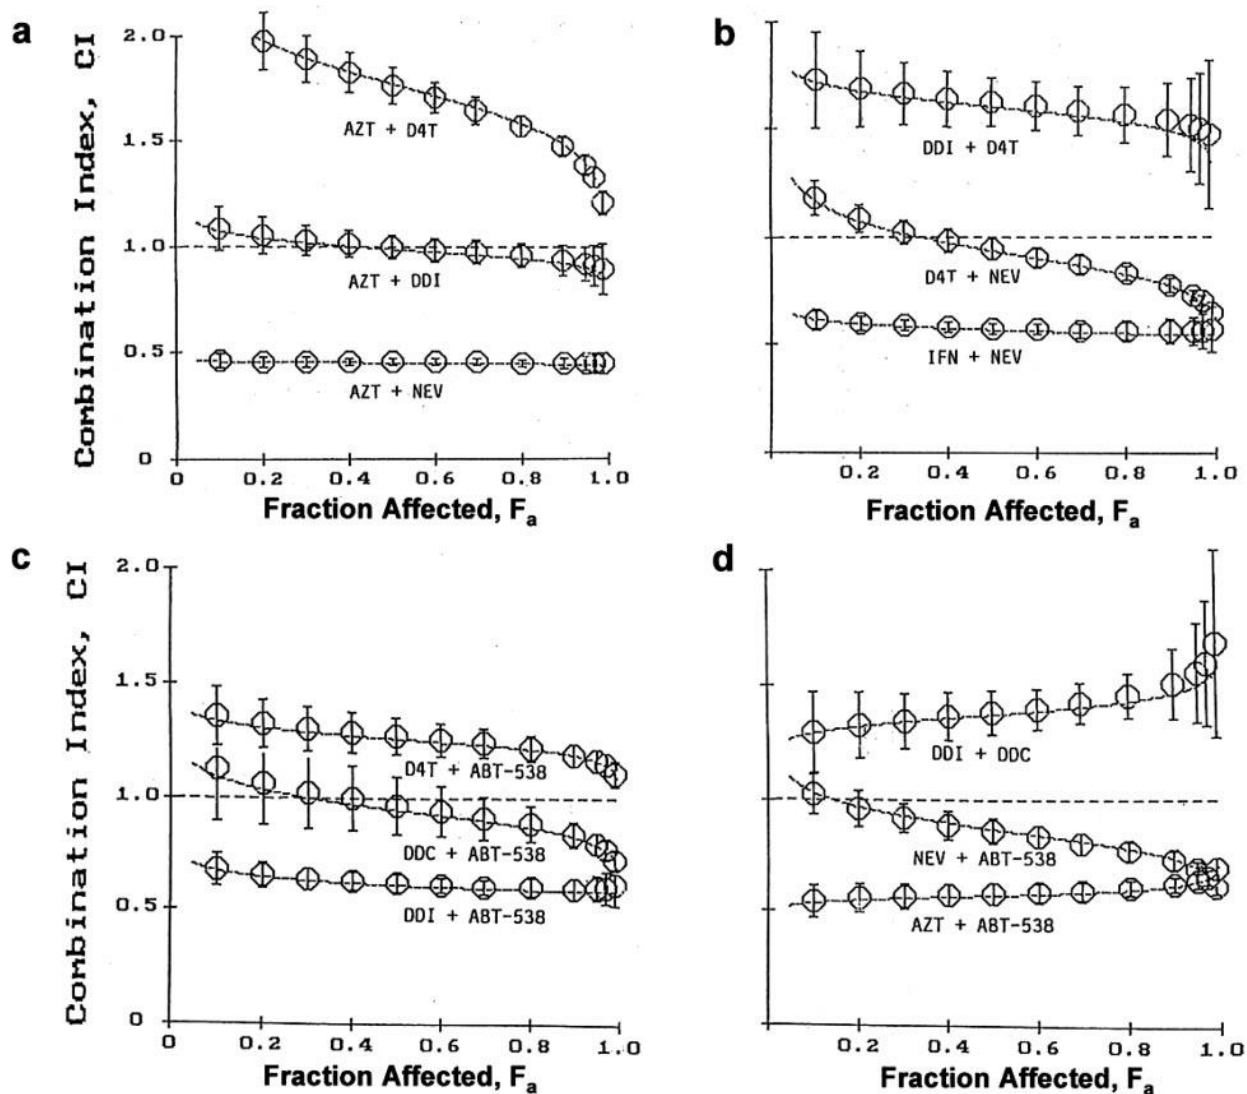 a
Combination Index, CI
2.0
1.5
1.0
0.5
0
AZT + D4T
AZT + DDI
AZT + NEV
0 0.2 0.4 0.6 0.8 1.0
Fraction Affected, Fa
b
DDI + D4T
D4T + NEV
IFN + NEV
0.2 0.4 0.6 0.8 1.0
Fraction Affected, Fa
c
Combination Index, CI
2.0
1.5
1.0
0.5
0
D4T + ABT-538
DDC + ABT-538
DDI + ABT-538
0 0.2 0.4 0.6 0.8 1.0
Fraction Affected, Fa
d
DDI + DDC
NEV + ABT-538
AZT + ABT-538
0.2 0.4 0.6 0.8 1.0
Fraction Affected, Fa